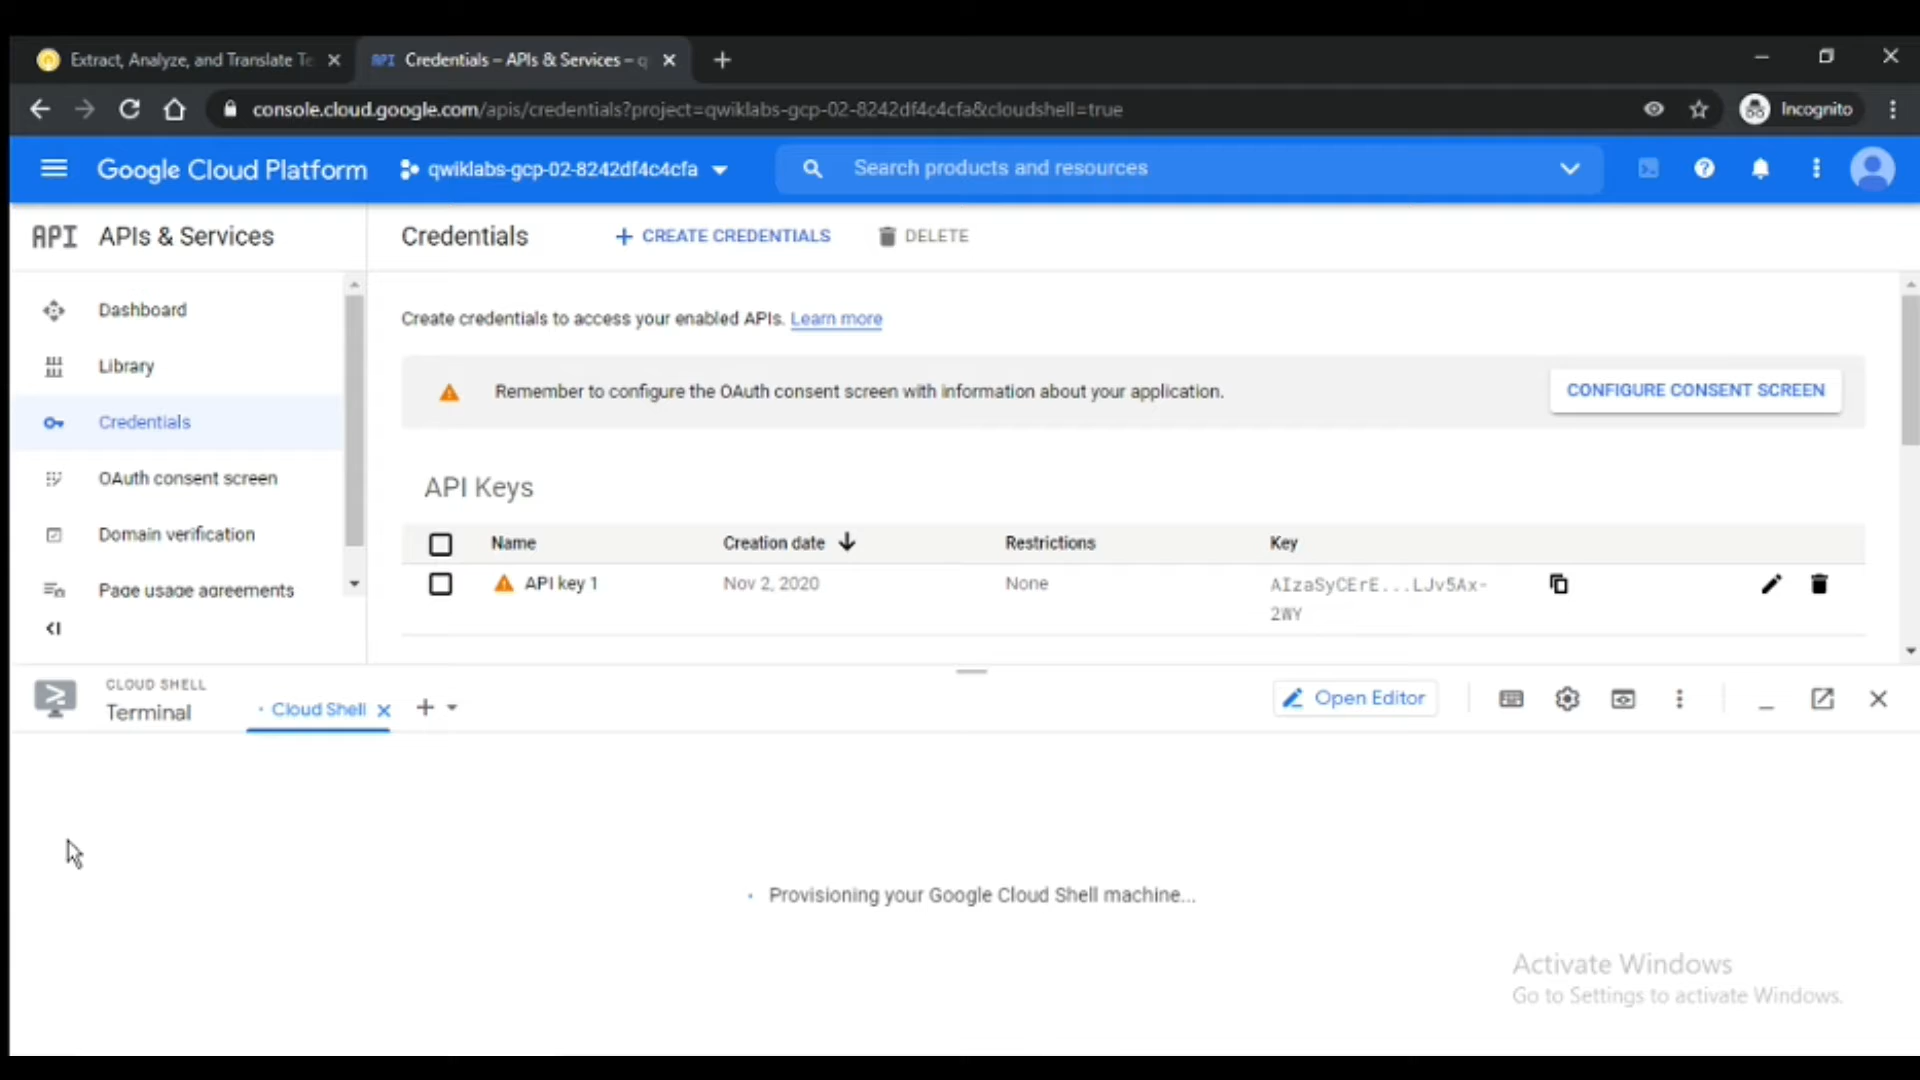 Extract, Analyze, and Translate Te
API Credentials – APIs & Services – q
console.cloud.google.com/apis/credentials?project=qwiklabs-gcp-02-8242df4c4cfa&cloudshell=true
Incognito
Google Cloud Platform
qwiklabs-gcp-02-8242df4c4cfa
Search products and resources
API APIs & Services
Credentials
+ CREATE CREDENTIALS
DELETE
Dashboard
Library
Credentials
OAuth consent screen
Domain verification
Page usage agreements
Create credentials to access your enabled APIs. Learn more
Remember to configure the OAuth consent screen with information about your application.
CONFIGURE CONSENT SCREEN
API Keys
Name Creation date Restrictions Key
API key 1 Nov 2, 2020 None AIzaSyCErE...LJv5Ax-
2WY
CLOUD SHELL
Terminal
Cloud Shell
Open Editor
Provisioning your Google Cloud Shell machine...
Activate Windows
Go to Settings to activate Windows.